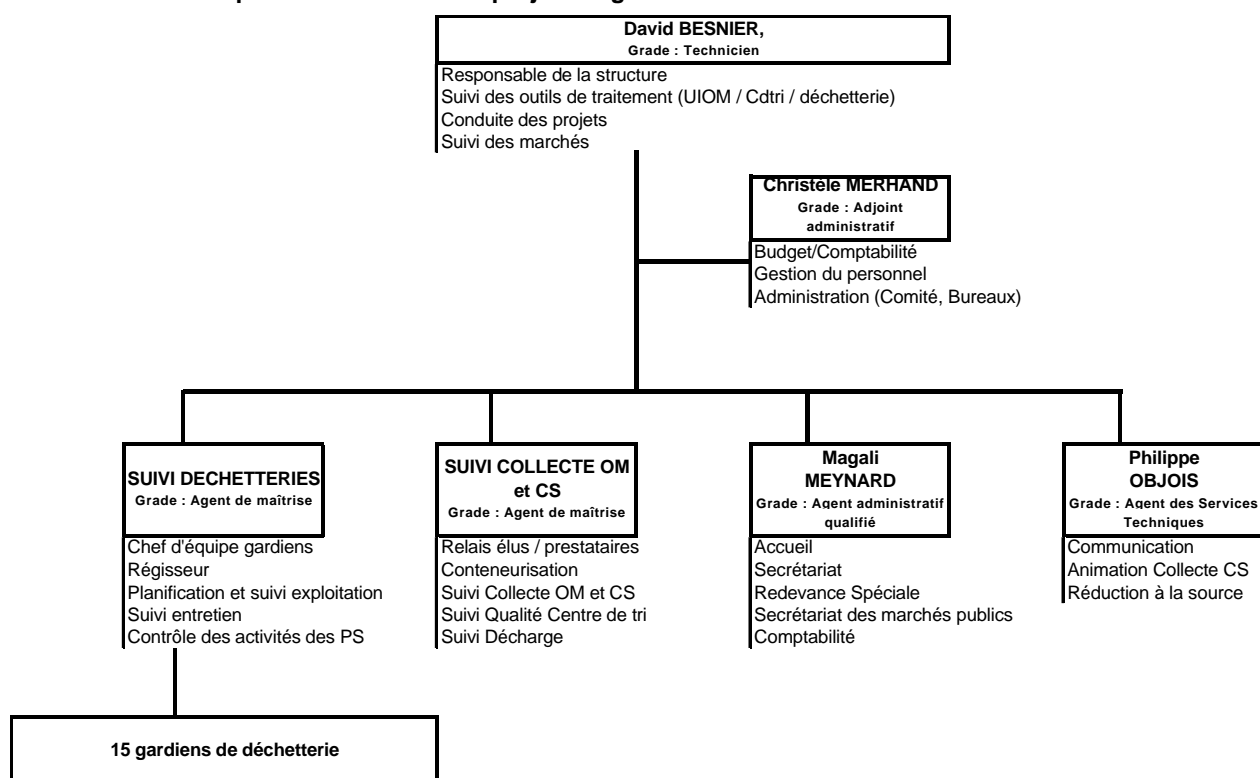 David BESNIER,
Grade : Technicien
Responsable de la structure
Suivi des outils de traitement (UIOM / Cdtri / déchetterie)
Conduite des projets
Suivi des marchés
Christéle MERHAND
Grade : Adjoint
administratif
Budget/Comptabilité
Gestion du personnel
Administration (Comité, Bureaux)
SUIVI DECHETTERIES
Grade : Agent de maîtrise
Chef d'équipe gardiens
Régisseur
Planification et suivi exploitation
Suivi entretien
Contrôle des activités des PS
SUIVI COLLECTE OM
et CS
Grade : Agent de maîtrise
Relais élus / prestataires
Conteneurisation
Suivi Collecte OM et CS
Suivi Qualité Centre de tri
Suivi Décharge
Magali
MEYNARD
Grade : Agent administratif
qualifié
Accueil
Secrétariat
Redevance Spéciale
Secrétariat des marchés publics
Comptabilité
Philippe
OBJOIS
Grade : Agent des Services
Techniques
Communication
Animation Collecte CS
Réduction à la source
15 gardiens de déchetterie